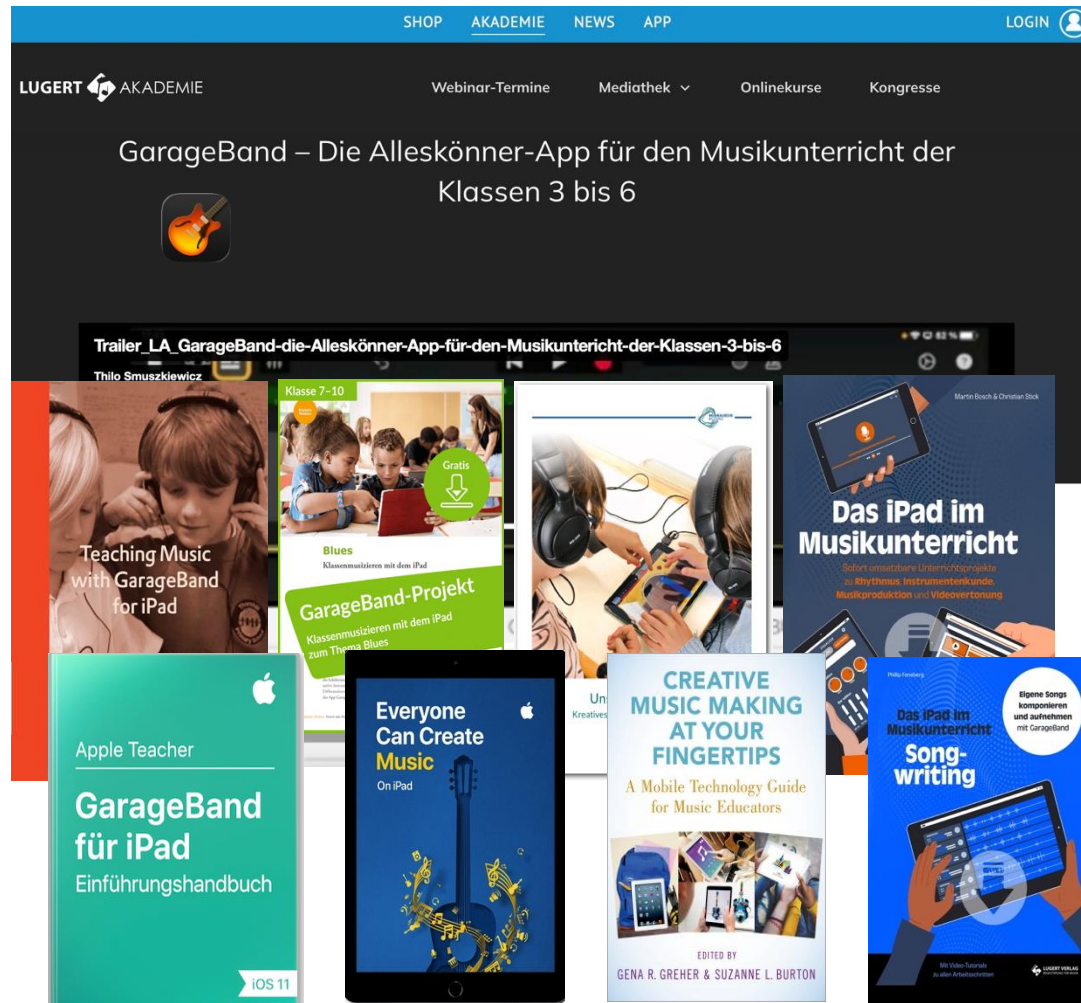 SHOP AKADEMIE NEWS APP LOGIN
LUGERT AKADEMIE
Webinar-Termine Mediathek Onlinekurse Kongresse
GarageBand – Die Alleskönner-App für den Musikunterricht der
Klassen 3 bis 6
82 %
Trailer_LA_GarageBand-die-Alleskönner-App-für-den-Musikuntericht-der-Klassen-3-bis-6
Thilo Smuszkiewicz
Teaching Music
with GarageBand
for iPad
Klasse 7–10
Gratis
Blues
Klassenmusizieren mit dem iPad
GarageBand-Projekt
Klassenmusizieren mit dem iPad
zum Thema Blues
Martin Bosch & Christian Stick
Das iPad im
Musikunterricht
Sofort umsetzbare Unterrichtsprojekte
zu Rhythmus, Instrumentenkunde,
Musikproduktion und Videovertonung
Apple Teacher
GarageBand
für iPad
Einführungshandbuch
iOS 11
Everyone
Can Create
Music
On iPad
CREATIVE
MUSIC MAKING
AT YOUR
FINGERTIPS
A Mobile Technology Guide
for Music Educators
EDITED BY
GENA R. GREHER & SUZANNE L. BURTON
Eigene Songs
komponieren
und aufnehmen
mit GarageBand
Das iPad im
Musikunterricht
Song-
writing
Mit Video-Tutorials
zu allen Arbeitsschritten
LUGERT VERLAG